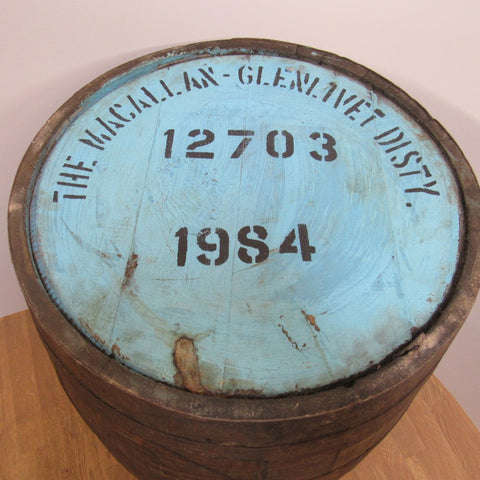 THE MACALLAN-GLENLIVET DISTY.
12703
1984